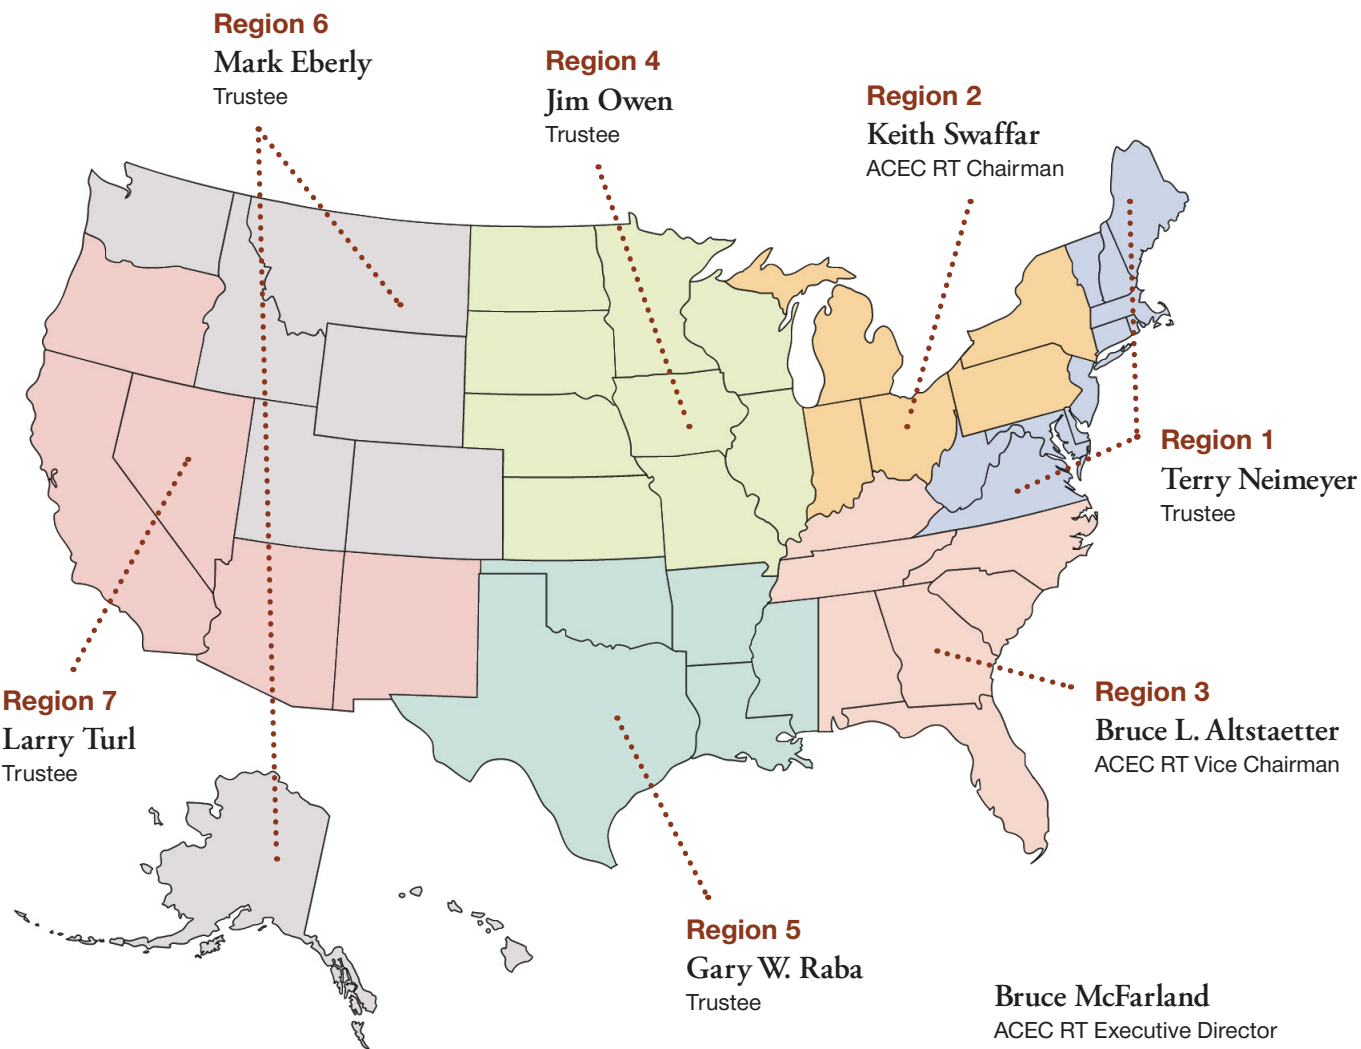 Region 6
Mark Eberly
Trustee
Region 4
Jim Owen
Trustee
Region 2
Keith Swaffar
ACEC RT Chairman
Region 1
Terry Neimeyer
Trustee
Region 3
Bruce L. Altstaetter
ACEC RT Vice Chairman
Region 7
Larry Turl
Trustee
Region 5
Gary W. Raba
Trustee
Bruce McFarland
ACEC RT Executive Director